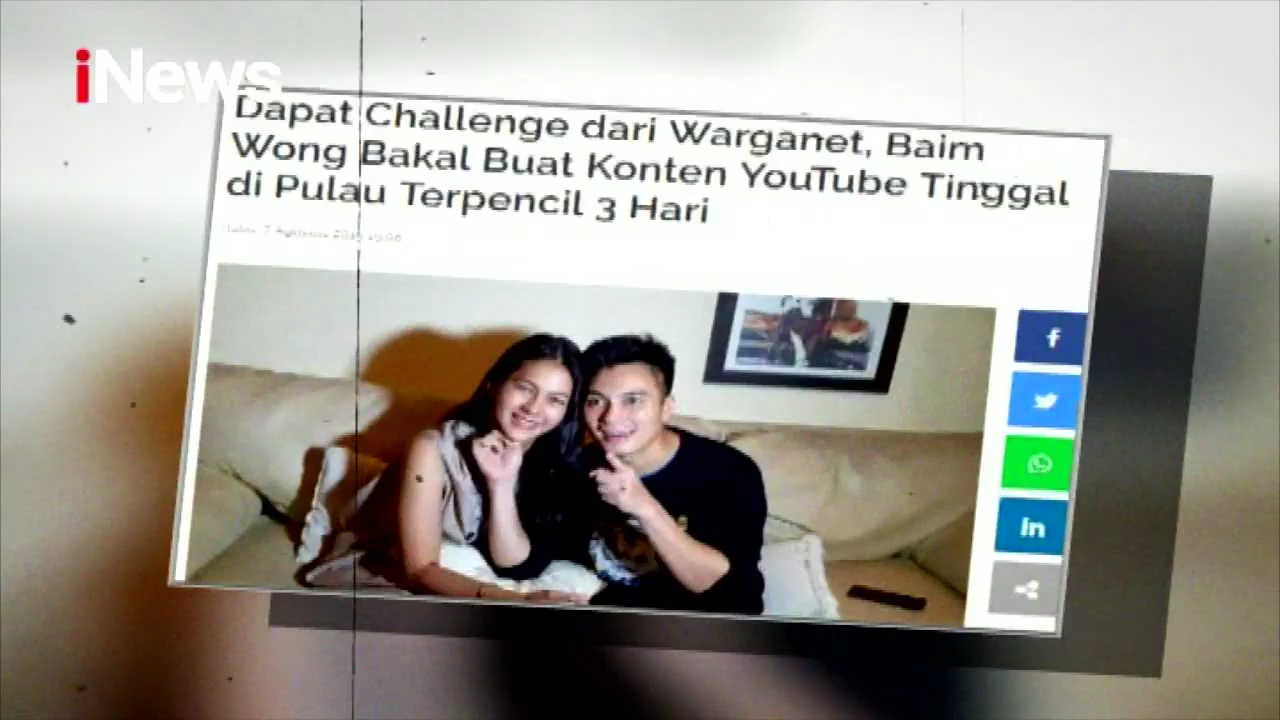 iNews
Dapat Challenge dari Warganet, Baim
Wong Bakal Buat Konten YouTube Tinggal
di Pulau Terpencil 3 Hari
f
in